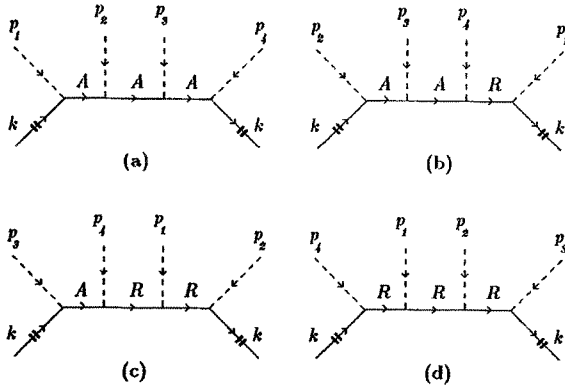 p₁ p₂ p₃ p₄
A A A
k k
(a)
p₂ p₃ p₄ p₁
A A R
k k
(b)
p₃ p₄ p₁ p₂
A R R
k k
(c)
p₄ p₁ p₂ p₃
R R R
k k
(d)